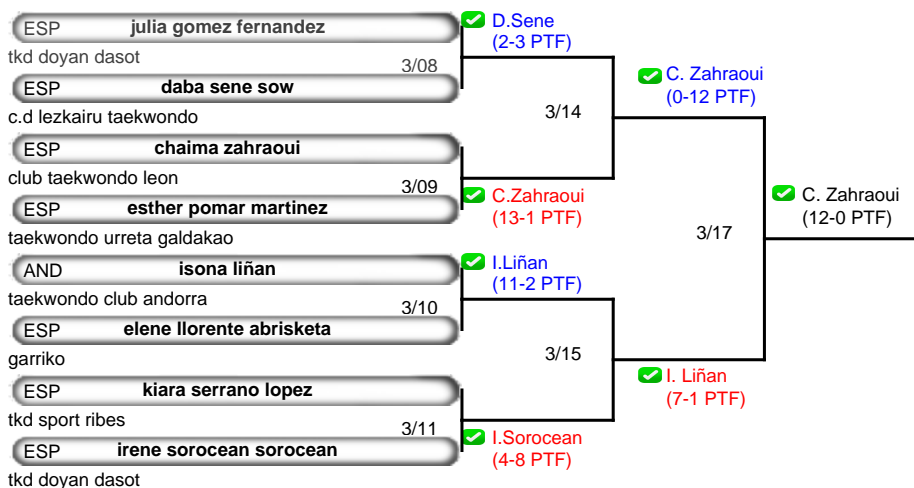 ESP julia gomez fernandez
tkd doyan dasot
3/08
ESP daba sene sow
c.d lezkairu taekwondo
D.Sene
(2-3 PTF)
3/14
ESP chaima zahraoui
club taekwondo leon
3/09
ESP esther pomar martinez
taekwondo urreta galdakao
C.Zahraoui
(13-1 PTF)
C. Zahraoui
(0-12 PTF)
3/17
C. Zahraoui
(12-0 PTF)
AND isona liñan
taekwondo club andorra
3/10
ESP elene llorente abrisketa
garriko
I.Liñan
(11-2 PTF)
3/15
ESP kiara serrano lopez
tkd sport ribes
3/11
ESP irene sorocean sorocean
tkd doyan dasot
I.Sorocean
(4-8 PTF)
I. Liñan
(7-1 PTF)